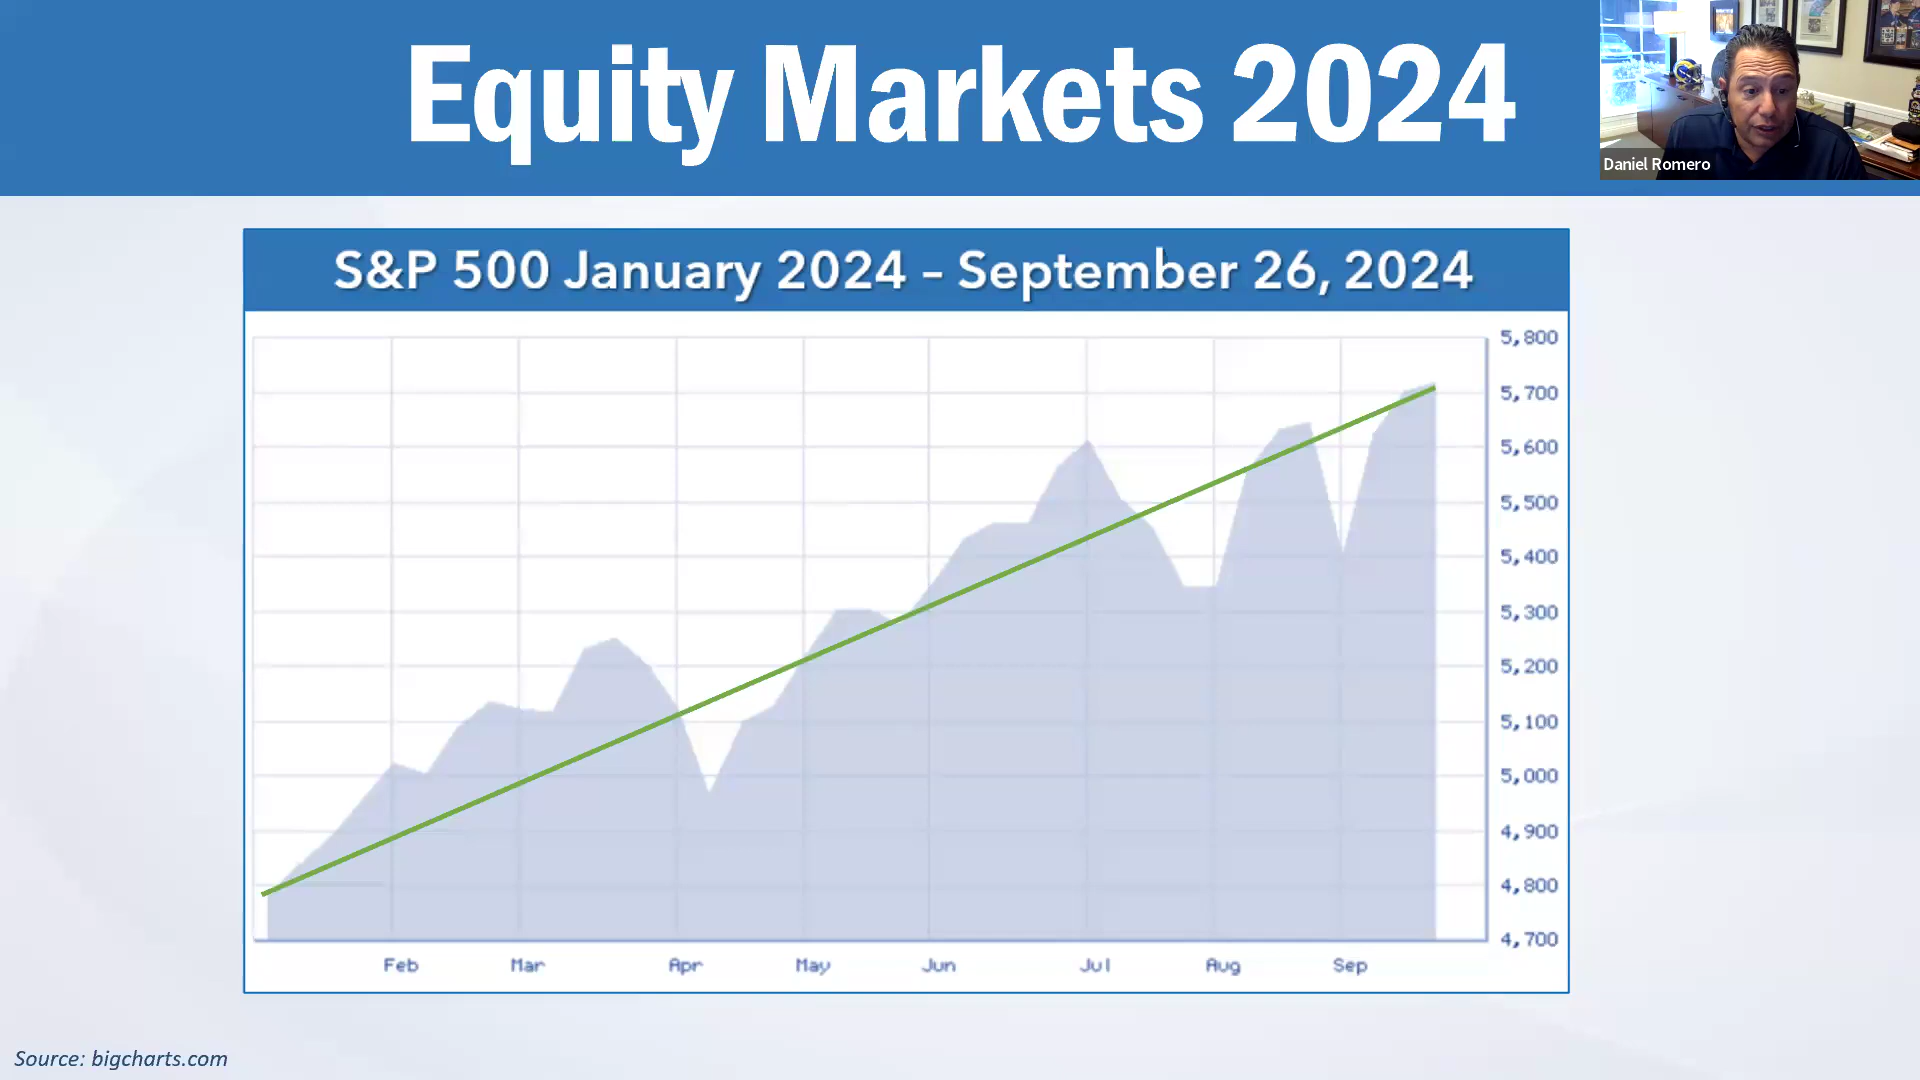 Equity Markets 2024
Daniel Romero
S&P 500 January 2024 – September 26, 2024
5,800
5,700
5,600
5,500
5,400
5,300
5,200
5,100
5,000
4,900
4,800
4,700
Feb Mar Apr May Jun Jul Aug Sep
Source: bigcharts.com